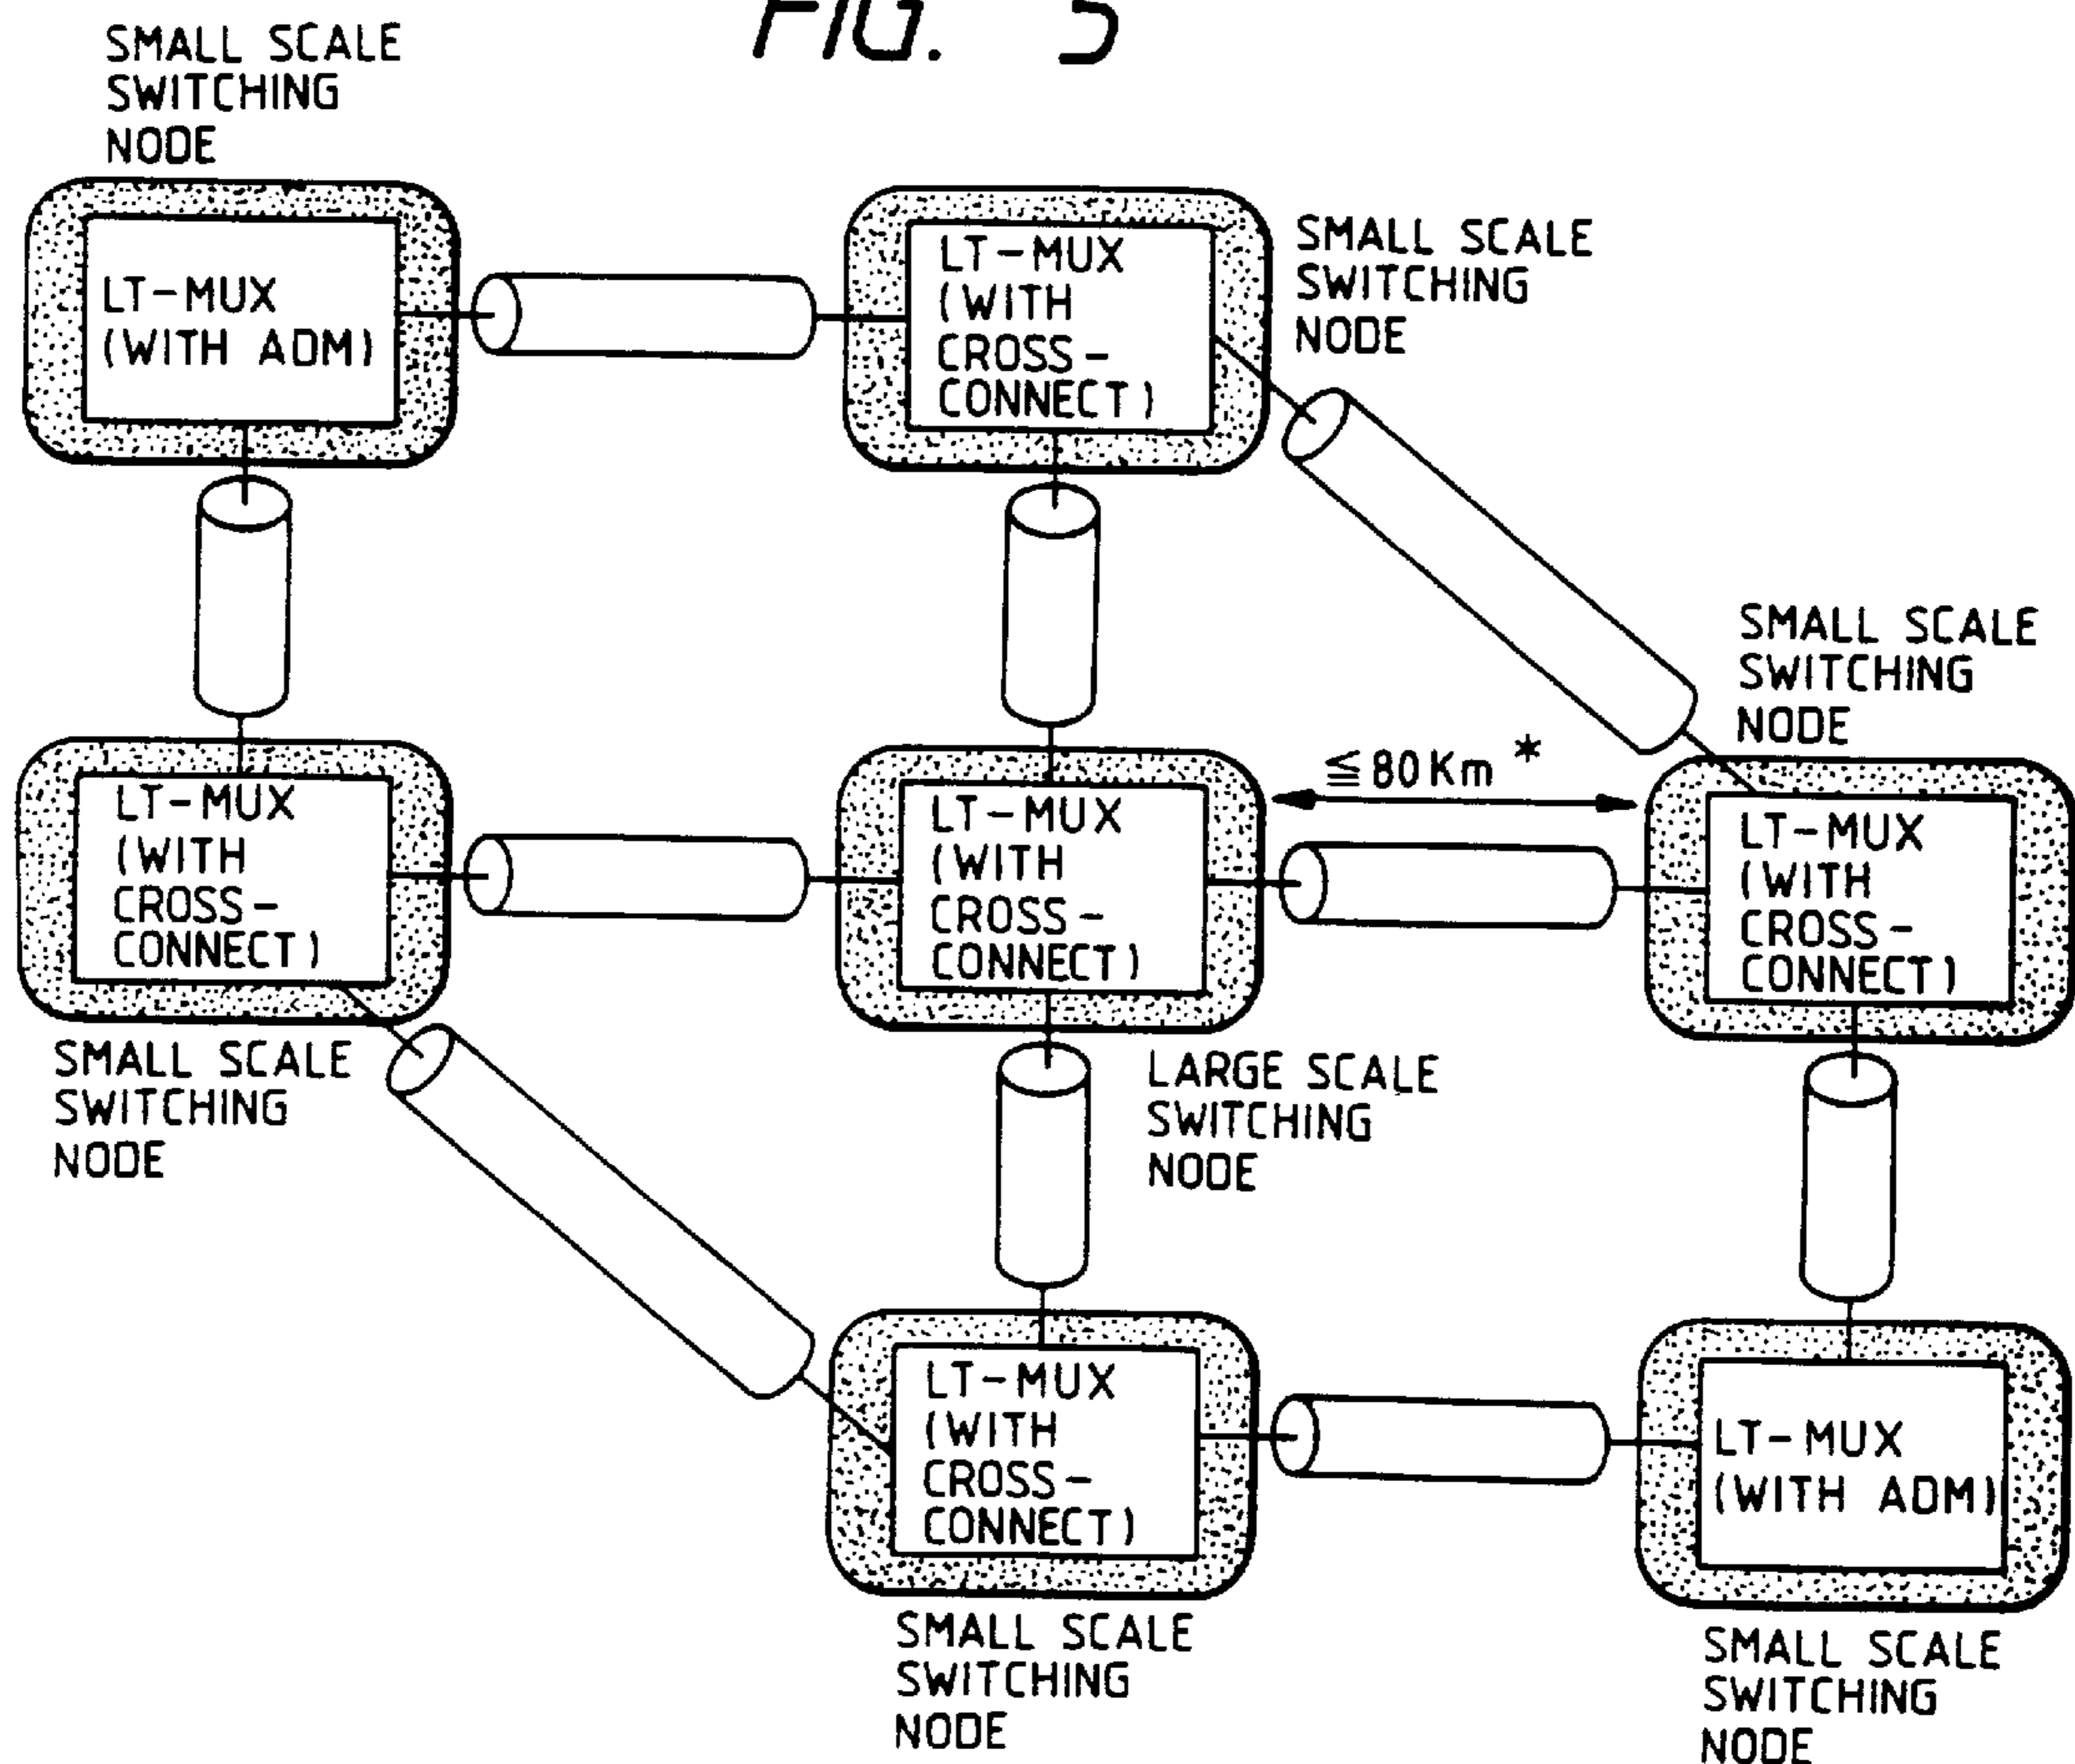 FIG.
SMALL SCALE
SWITCHING
NODE
LT-MUX
(WITH ADM)
LT-MUX
(WITH
CROSS-
CONNECT)
SMALL SCALE
SWITCHING
NODE
SMALL SCALE
SWITCHING
NODE
LT-MUX
(WITH
CROSS-
CONNECT)
SMALL SCALE
SWITCHING
NODE
LT-MUX
(WITH
CROSS-
CONNECT)
LARGE SCALE
SWITCHING
NODE
≦80Km *
LT-MUX
(WITH
CROSS-
CONNECT)
LT-MUX
(WITH
CROSS-
CONNECT)
SMALL SCALE
SWITCHING
NODE
LT-MUX
(WITH ADM)
SMALL SCALE
SWITCHING
NODE